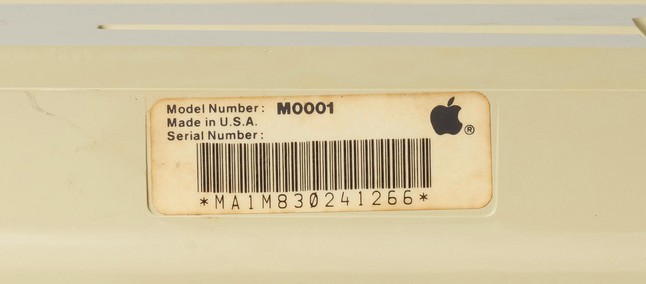 Model Number: M0001
Made in U.S.A.
Serial Number:
®
*MA1M830241266*